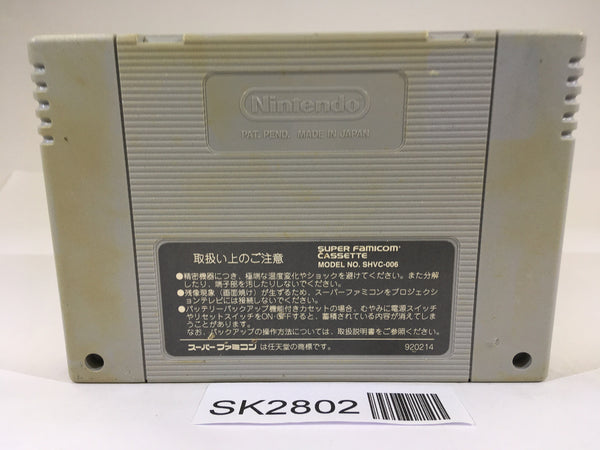 Nintendo
PAT. PEND. MADE IN JAPAN
取扱い上のご注意
SUPER FAMICOM
CASSETTE
MODEL NO. SHVC-006
●精密機器につき、極端な温度変化やショックを避けてください。また分解
したり、端子部を汚したりしないでください。
●残像現象（画面焼け）が生ずるため、スーパーファミコンをプロジェクシ
ョンテレビには接続しないでください。
●バッテリーバックアップ機能付きカセットの場合、むやみに電源スイッチ
やリセットスイッチをON・OFFすると、蓄積されている内容が消えてしま
うことがあります。
なお、バックアップの操作方法については、取扱説明書をご参照ください。
スーパーファミコンは任天堂の商標です。
920214
SK2802